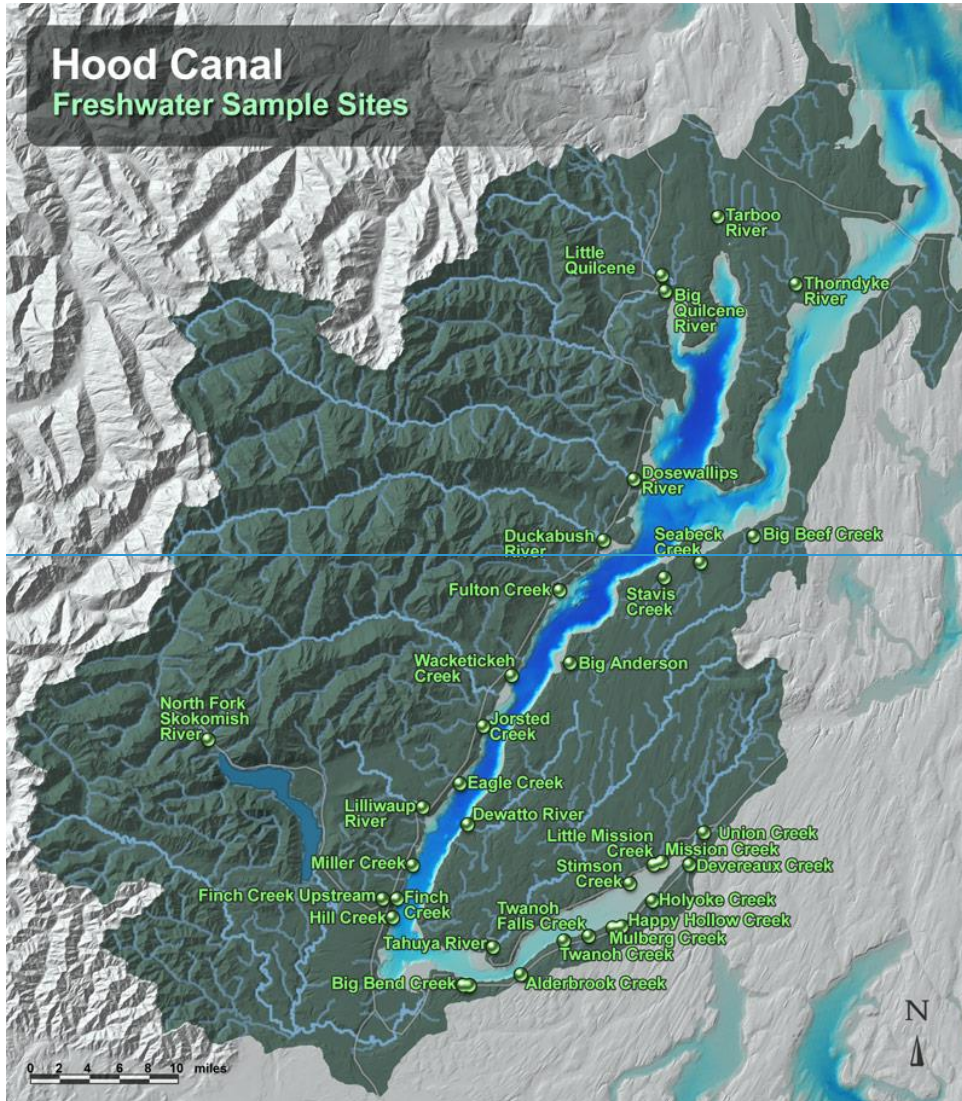 Hood Canal
Freshwater Sample Sites
Tarboo
River
Little
Quilcene
Big
Quilcene
River
Thorndyke
River
Dosewallips
River
Duckabush
River
Seabeck
Creek
Big Beef Creek
Fulton Creek
Stavis
Creek
Wacketickeh
Creek
Big Anderson
North Fork
Skokomish
River
Jorsted
Creek
Eagle Creek
Lilliwaup
River
Dewatto River
Little Mission
Creek
Union Creek
Mission Creek
Miller Creek
Stimson
Creek
Devereaux Creek
Finch Creek Upstream
Finch
Creek
Holyoke Creek
Hill Creek
Twanoh
Falls Creek
Happy Hollow Creek
Mulberg Creek
Tahuya River
Twanoh Creek
Big Bend Creek
Alderbrook Creek
N
0 2 4 6 8 10 miles